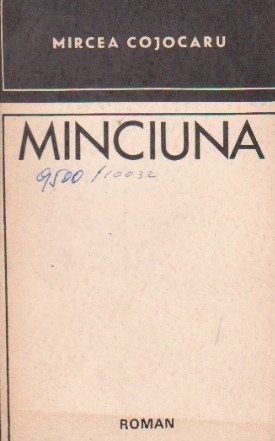 MIRCEA COJOCARU
MINCIUNA
9500 /10032
ROMAN